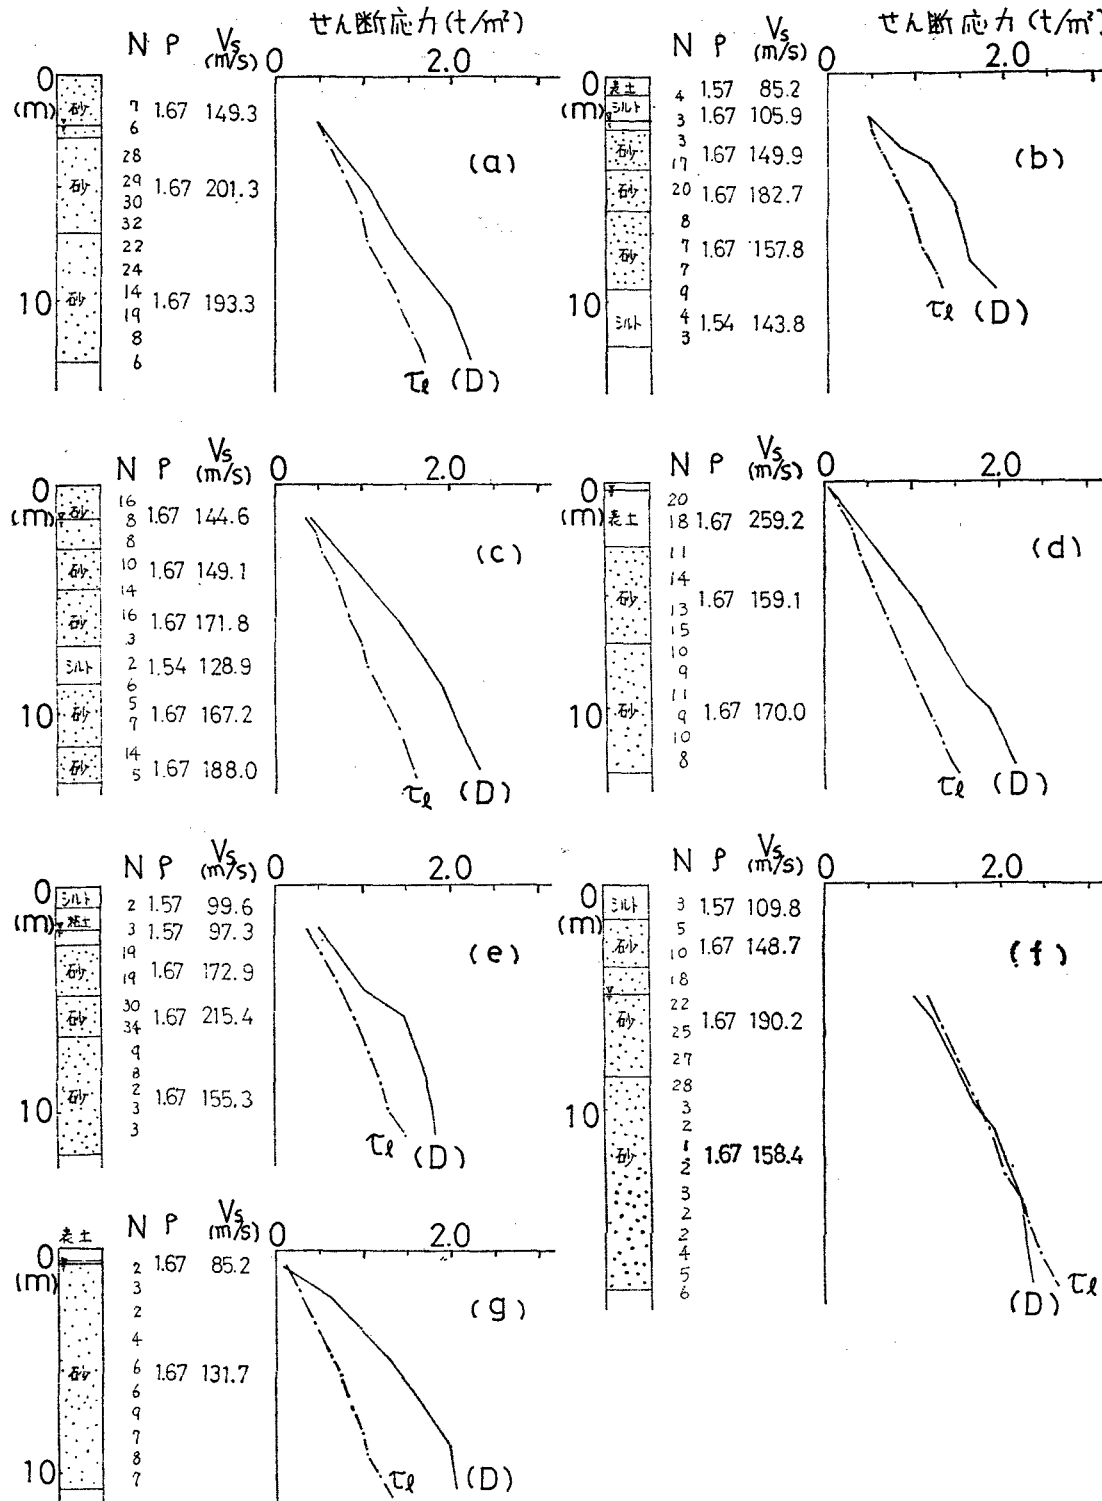 せん断応力(t/m²)
N ρ Vs (m/s) 0 2.0
0
(m)
10
砂 1.67 149.3
砂 1.67 201.3
砂 1.67 193.3
7
6
28
29
30
32
22
24
14
19
8
6
(a)
τℓ (D)
せん断応力(t/m²)
N ρ Vs (m/s) 0 2.0
0
(m)
10
表土 1.57 85.2
シルト 1.67 105.9
砂 1.67 149.9
砂 1.67 182.7
砂 1.67 157.8
シルト 1.54 143.8
4
3
3
17
20
8
7
7
9
4
3
(b)
τℓ (D)
N ρ Vs (m/s) 0 2.0
0
(m)
10
砂 1.67 144.6
砂 1.67 149.1
砂 1.67 171.8
シルト 1.54 128.9
砂 1.67 167.2
砂 1.67 188.0
16
8
8
10
14
16
3
2
6
5
7
14
5
(c)
τℓ (D)
N ρ Vs (m/s) 0 2.0
0
(m)
10
表土 1.67 259.2
砂 1.67 159.1
砂 1.67 170.0
20
18
11
14
13
15
10
9
11
9
10
8
(d)
τℓ (D)
N ρ Vs (m/s) 0 2.0
0
(m)
10
シルト 1.57 99.6
粘土 1.57 97.3
砂 1.67 172.9
砂 1.67 215.4
砂 1.67 155.3
2
3
19
19
30
34
9
8
2
3
3
(e)
τℓ (D)
N ρ Vs (m/s) 0 2.0
0
(m)
10
シルト 1.57 109.8
砂 1.67 148.7
砂 1.67 190.2
砂 1.67 158.4
3
5
10
18
22
25
27
28
3
2
1
2
3
2
2
4
5
6
(f)
(D) τℓ
表土 N ρ Vs (m/s) 0 2.0
0
(m)
10
1.67 85.2
砂 1.67 131.7
2
3
2
4
6
6
9
7
8
7
(g)
τℓ (D)